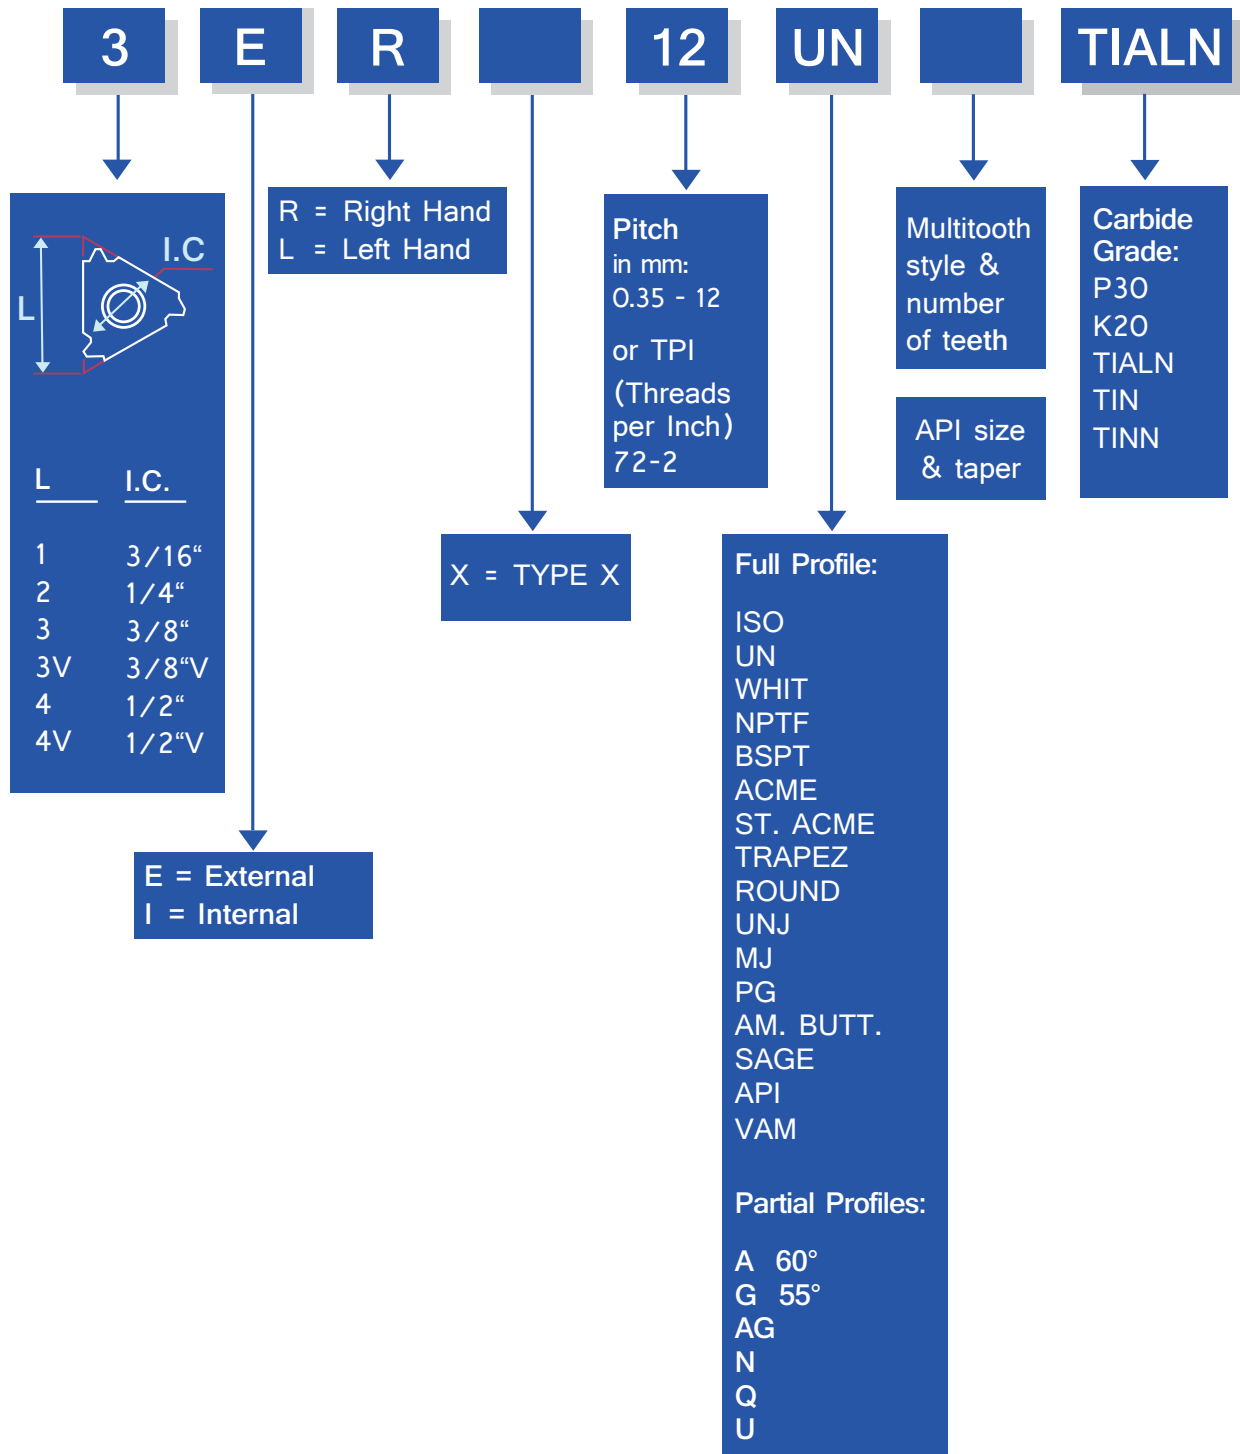 3 E R 12 UN TIALN
I.C
L
L I.C.
1 3/16“
2 1/4“
3 3/8“
3V 3/8“V
4 1/2“
4V 1/2“V
E = External
I = Internal
R = Right Hand
L = Left Hand
X = TYPE X
Pitch
in mm:
0.35 - 12
or TPI
(Threads
per Inch)
72-2
Full Profile:
ISO
UN
WHIT
NPTF
BSPT
ACME
ST. ACME
TRAPEZ
ROUND
UNJ
MJ
PG
AM. BUTT.
SAGE
API
VAM
Partial Profiles:
A 60°
G 55°
AG
N
Q
U
Multitooth
style &
number
of teeth
API size
& taper
Carbide
Grade:
P30
K20
TIALN
TIN
TINN